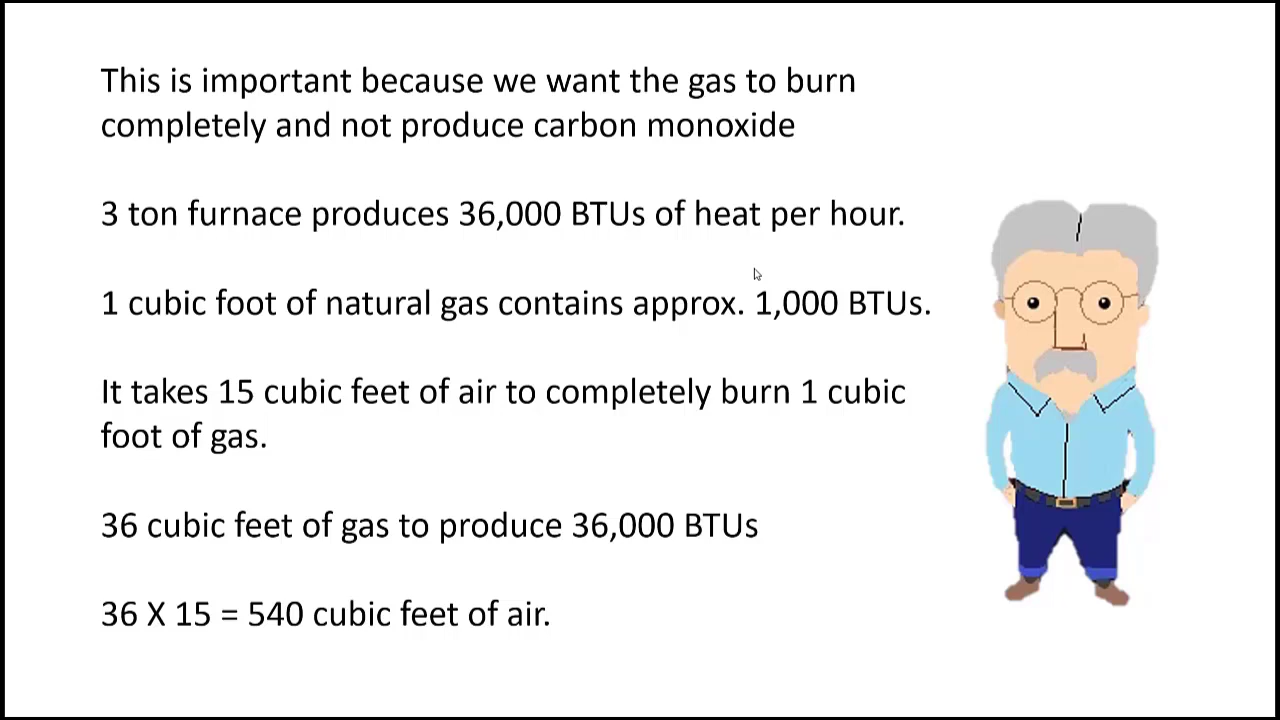 This is important because we want the gas to burn
completely and not produce carbon monoxide
3 ton furnace produces 36,000 BTUs of heat per hour.
1 cubic foot of natural gas contains approx. 1,000 BTUs.
It takes 15 cubic feet of air to completely burn 1 cubic
foot of gas.
36 cubic feet of gas to produce 36,000 BTUs
36 X 15 = 540 cubic feet of air.